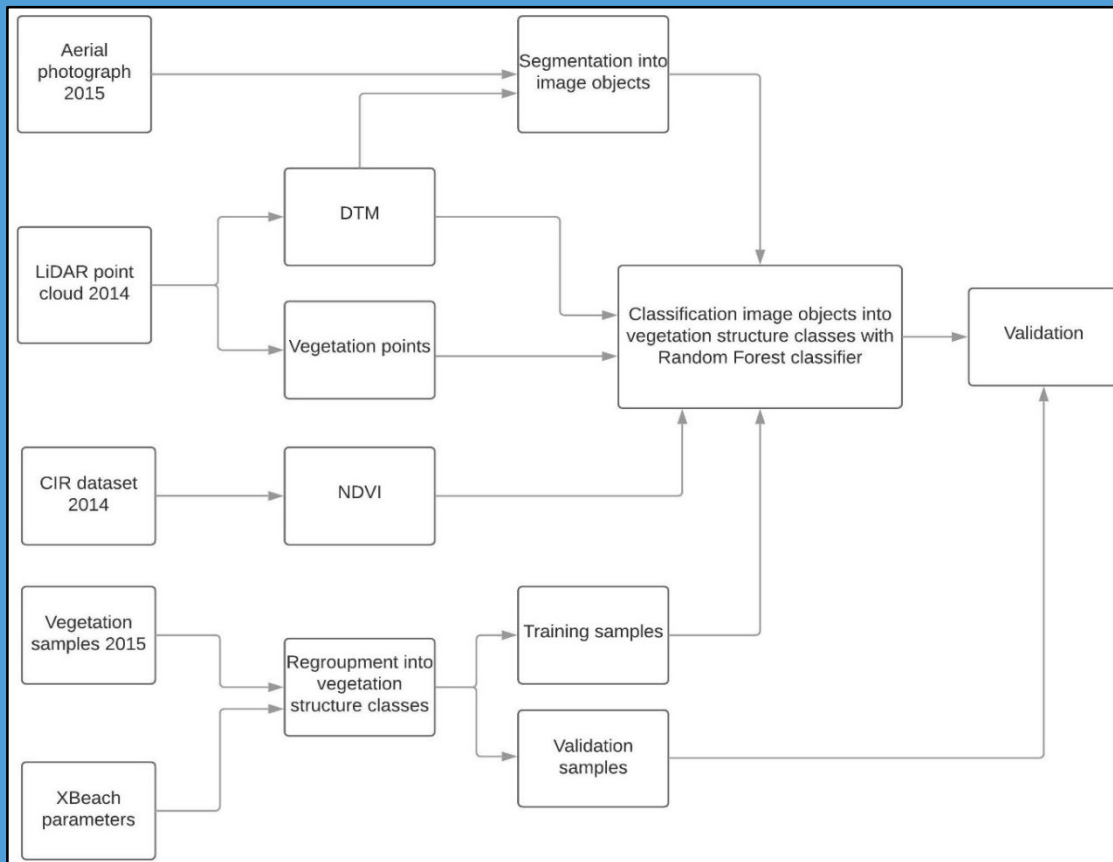 Aerial
photograph
2015
Segmentation into
image objects
DTM
LiDAR point
cloud 2014
Vegetation points
Classification image objects into
vegetation structure classes with
Random Forest classifier
Validation
CIR dataset
2014
NDVI
Vegetation
samples 2015
Regroupment into
vegetation
structure classes
Training samples
Validation
samples
XBeach
parameters